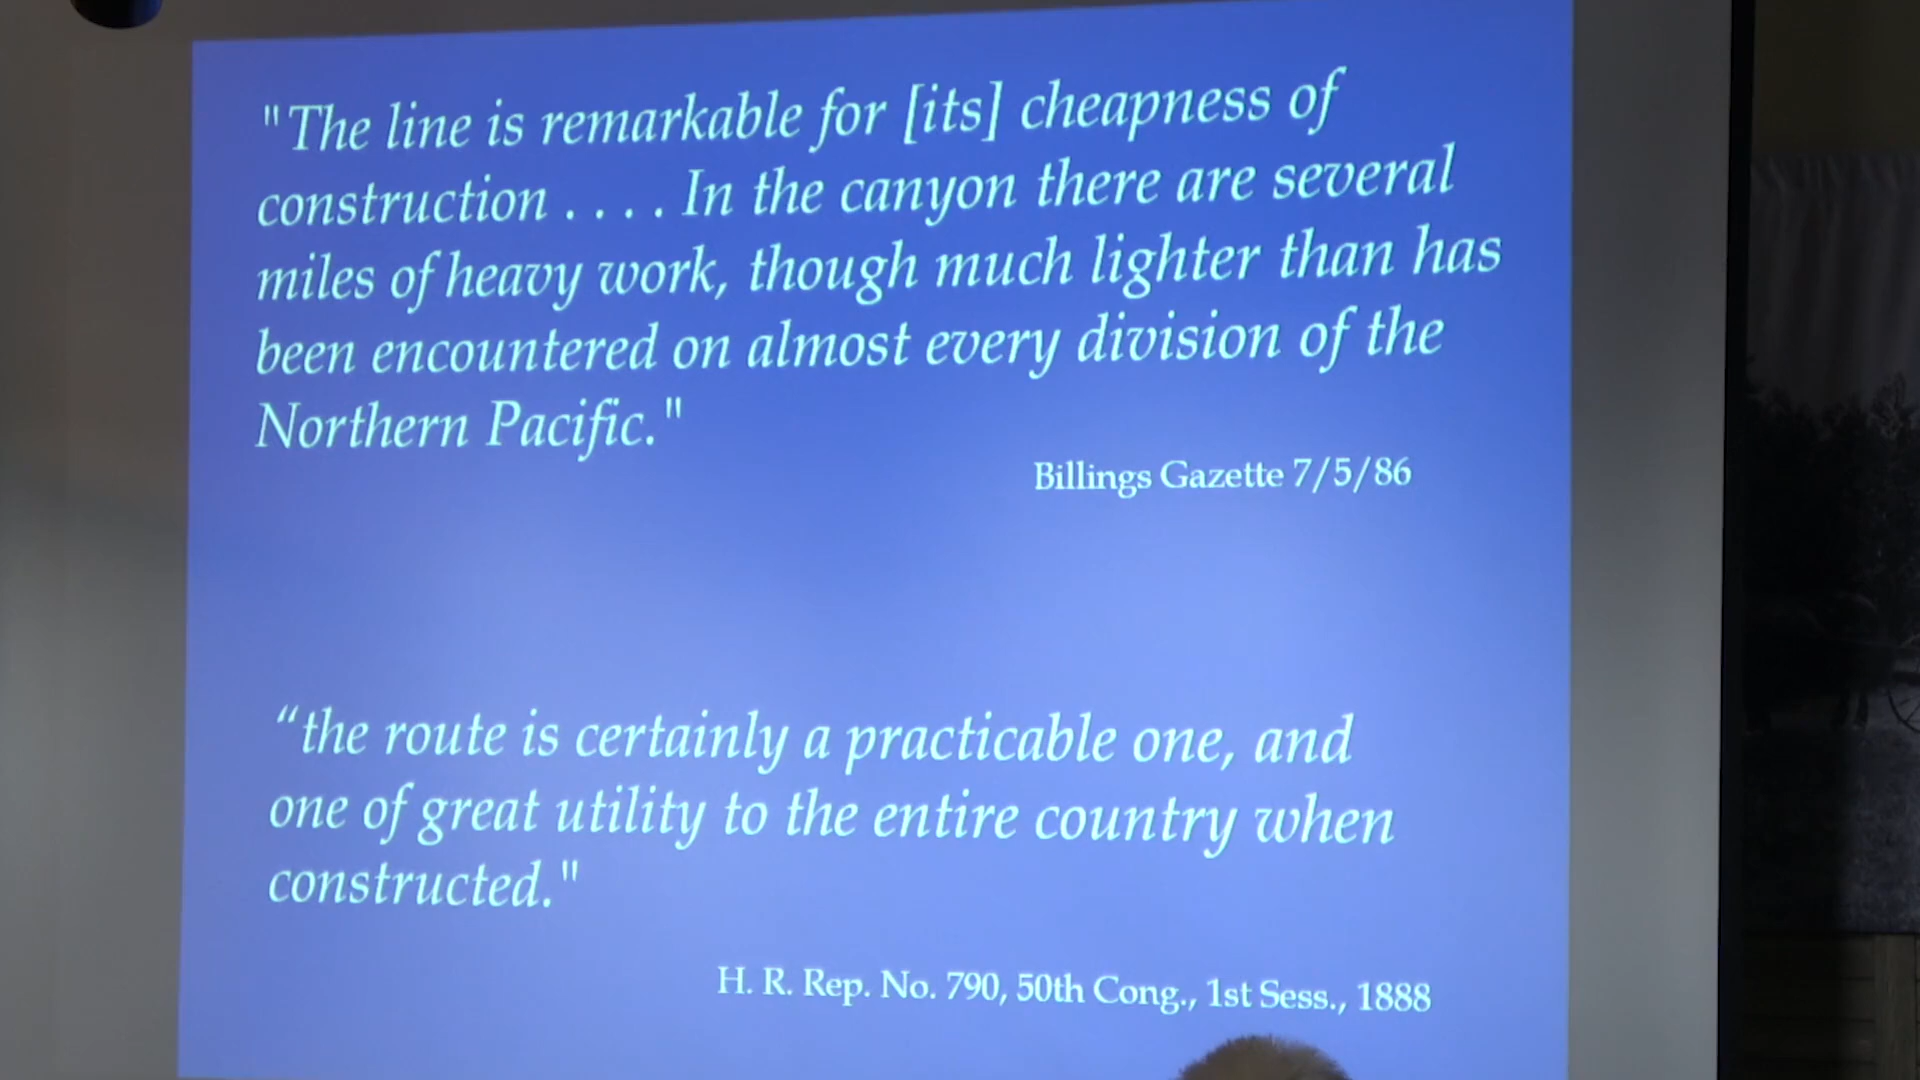 "The line is remarkable for [its] cheapness of
construction . . . . In the canyon there are several
miles of heavy work, though much lighter than has
been encountered on almost every division of the
Northern Pacific."
Billings Gazette 7/5/86
“the route is certainly a practicable one, and
one of great utility to the entire country when
constructed."
H. R. Rep. No. 790, 50th Cong., 1st Sess., 1888